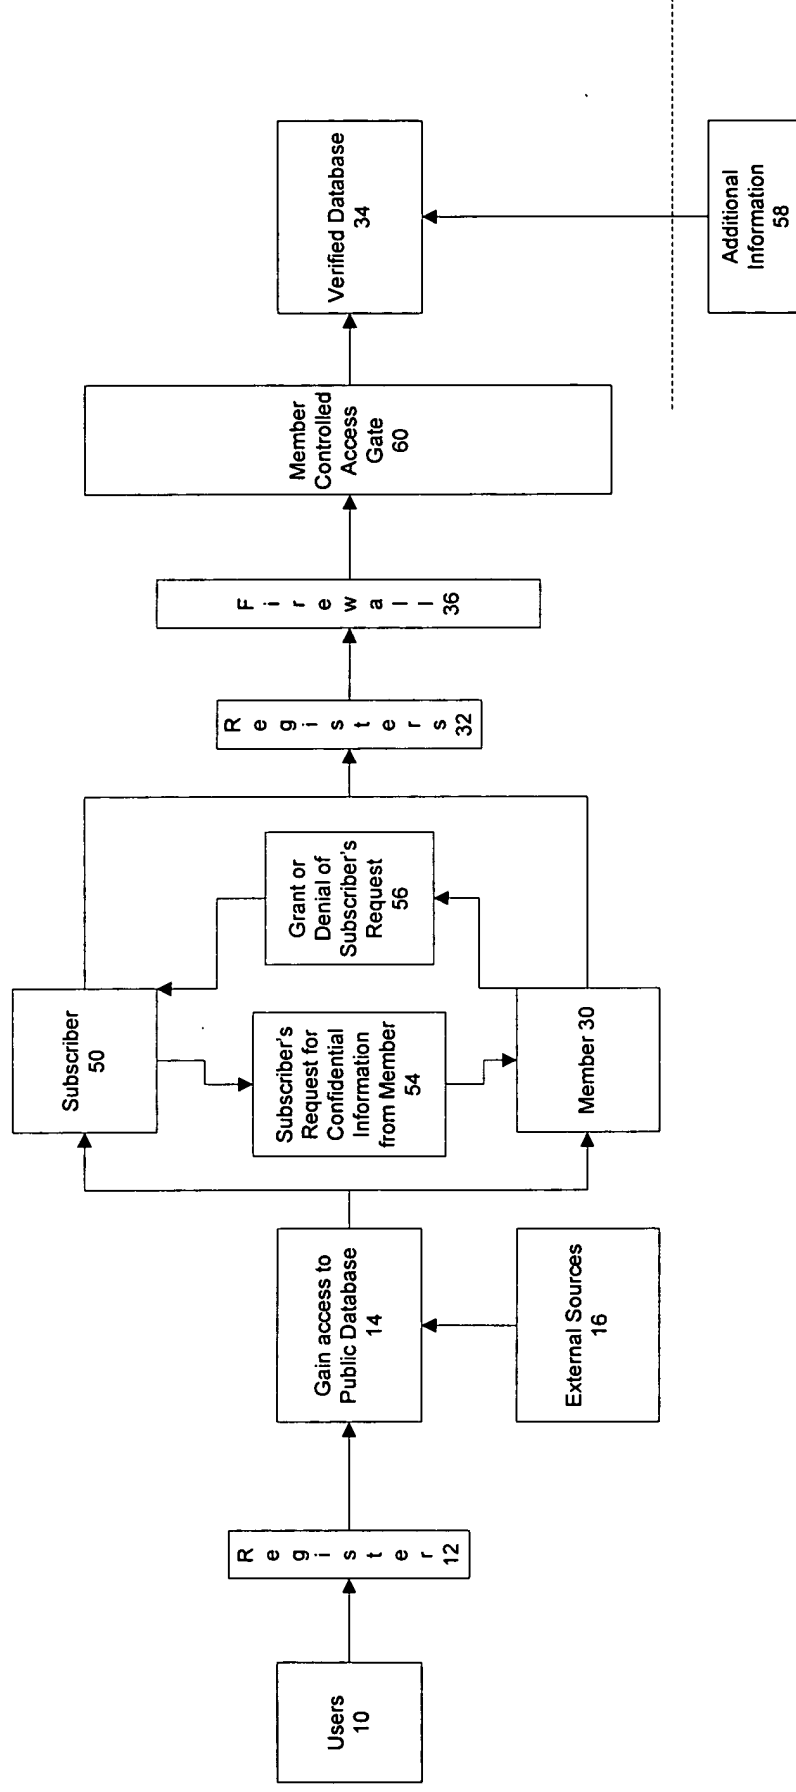 Users
10
R e g i s t e r
12
Gain access to
Public Database
14
External Sources
16
Subscriber
50
Subscriber's
Request for
Confidential
Information
from Member
54
Grant or
Denial of
Subscriber's
Request
56
Member 30
R e g i s t e r s
32
F i r e w a l l
36
Member
Controlled
Access
Gate
60
Verified Database
34
Additional
Information
58